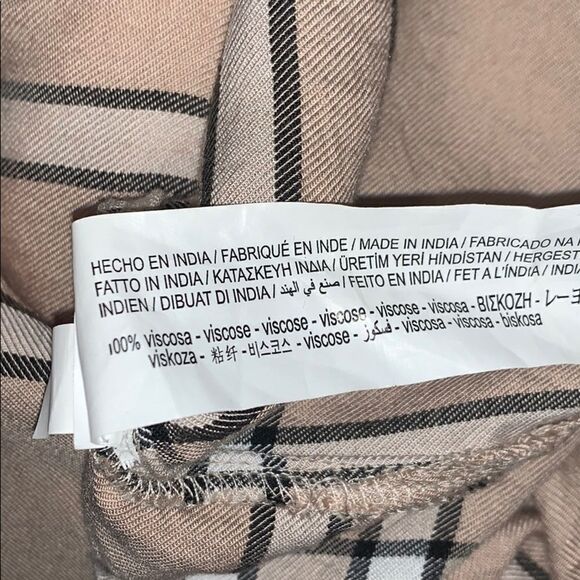 HECHO EN INDIA / FABRIQUÉ EN INDE / MADE IN INDIA / FABRICADO NA
FATTO IN INDIA / ΚΑΤΑΣΚΕΥΗ ΙΝΔΙΑ / ÜRETİM YERİ HİNDİSTAN / HERGEST
INDIEN / DIBUAT DI INDIA / صنع في الهند / FEITO EN INDIA / FET A L'ÍNDIA / INDIA
100% viscosa - viscose - viscose - viscose - viscose - viscosa - ΒΙΣΚΟΖΗ - レーヨ
viskoza - 粘纤 - 비스코스 - viscose - فسكوز - viscosa - viscosa - biskosa